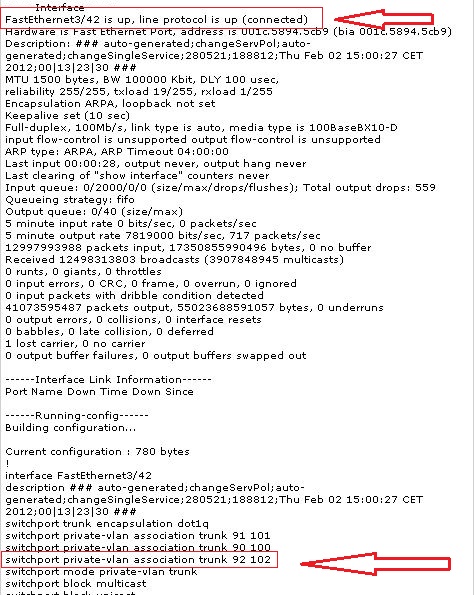 Interface
FastEthernet3/42 is up, line protocol is up (connected)
Hardware is Fast Ethernet Port, address is 001c.5894.5cb9 (bia 001c.5894.5cb9)
Description: ### auto-generated;changeServPol;auto-
generated;changeSingleService;280521;188812;Thu Feb 02 15:00:27 CET
2012;00|13|23|30 ###
MTU 1500 bytes, BW 100000 Kbit, DLY 100 usec,
reliability 255/255, txload 19/255, rxload 1/255
Encapsulation ARPA, loopback not set
Keepalive set (10 sec)
Full-duplex, 100Mb/s, link type is auto, media type is 100BaseBX10-D
input flow-control is unsupported output flow-control is unsupported
ARP type: ARPA, ARP Timeout 04:00:00
Last input 00:00:28, output never, output hang never
Last clearing of "show interface" counters never
Input queue: 0/2000/0/0 (size/max/drops/flushes); Total output drops: 559
Queueing strategy: fifo
Output queue: 0/40 (size/max)
5 minute input rate 0 bits/sec, 0 packets/sec
5 minute output rate 7819000 bits/sec, 717 packets/sec
12997993988 packets input, 17350855990496 bytes, 0 no buffer
Received 12498313803 broadcasts (3907848945 multicasts)
0 runts, 0 giants, 0 throttles
0 input errors, 0 CRC, 0 frame, 0 overrun, 0 ignored
0 input packets with dribble condition detected
41073595487 packets output, 55023688591057 bytes, 0 underruns
0 output errors, 0 collisions, 0 interface resets
0 babbles, 0 late collision, 0 deferred
1 lost carrier, 0 no carrier
0 output buffer failures, 0 output buffers swapped out
------Interface Link Information------
Port Name Down Time Down Since
------Running-config------
Building configuration...
Current configuration : 780 bytes
!
interface FastEthernet3/42
description ### auto-generated;changeServPol;auto-
generated;changeSingleService;280521;188812;Thu Feb 02 15:00:27 CET
2012;00|13|23|30 ###
switchport trunk encapsulation dot1q
switchport private-vlan association trunk 91 101
switchport private-vlan association trunk 90 100
switchport private-vlan association trunk 92 102
switchport mode private-vlan trunk
switchport block multicast
switchport block unicast